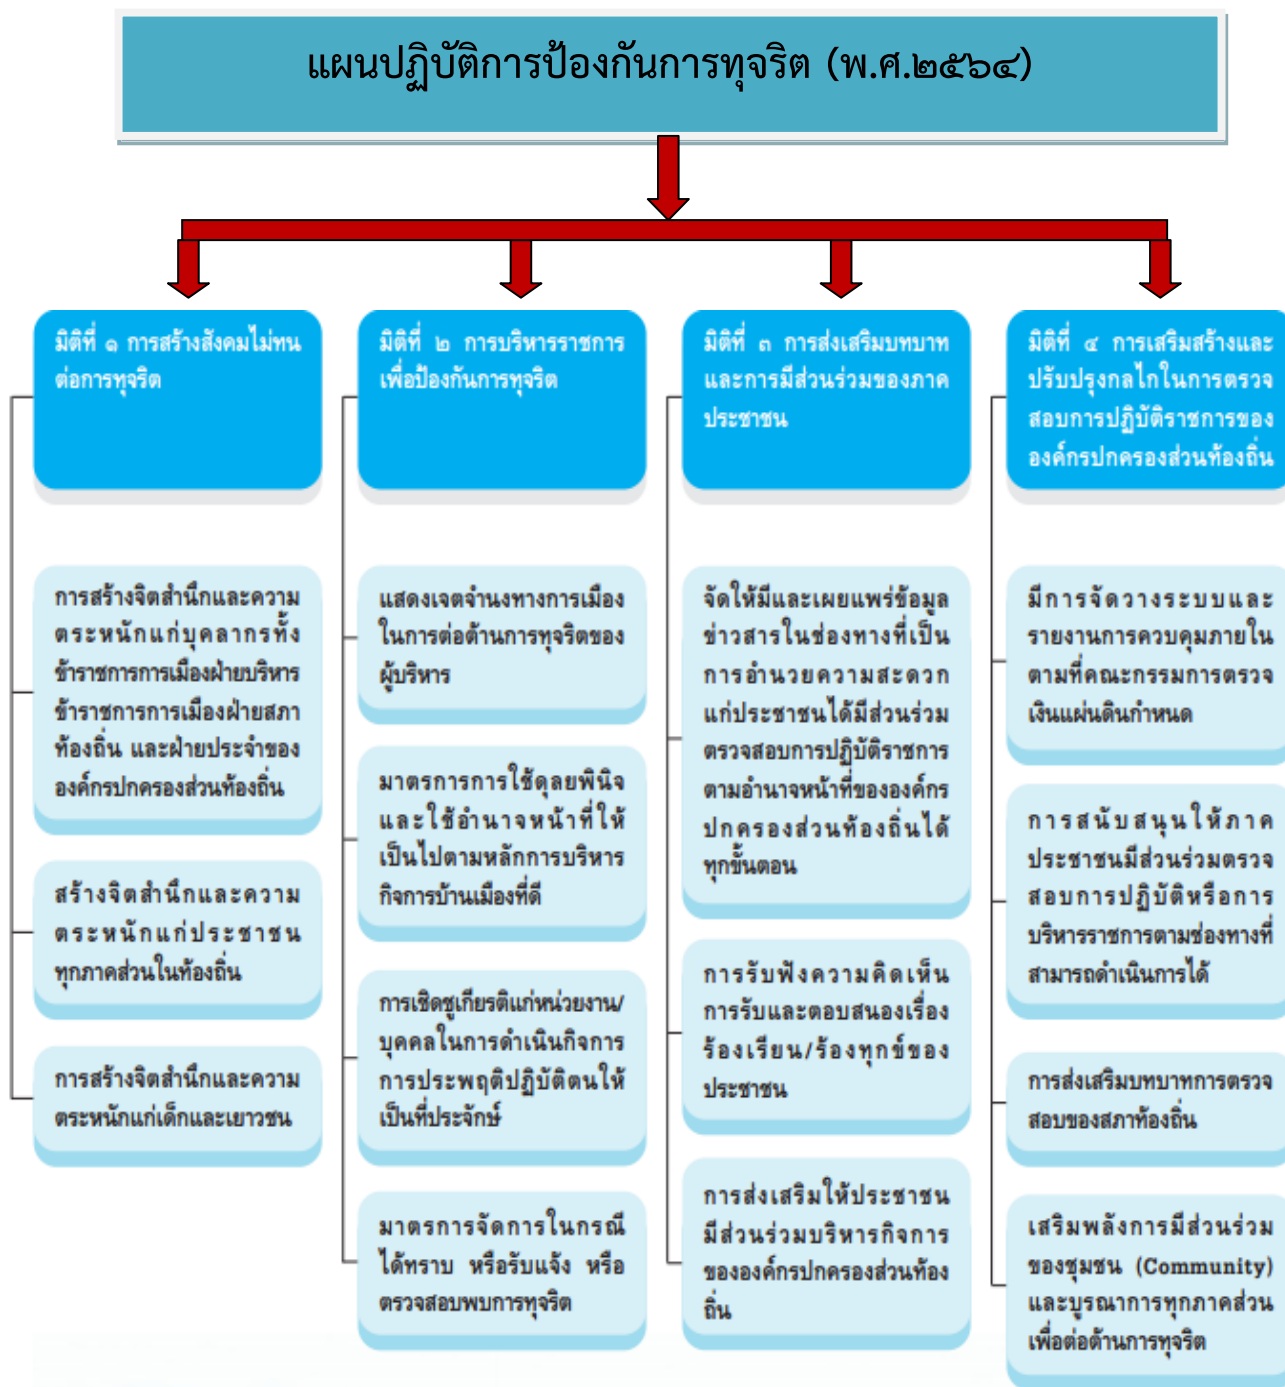 แผนปฏิบัติการป้องกันการทุจริต (พ.ศ.๒๕๖๔)
มิติที่ ๑ การสร้างสังคมไม่ทน
ต่อการทุจริต
การสร้างจิตสำนึกและความ
ตระหนักแก่บุคลากรทั้ง
ข้าราชการการเมืองฝ่ายบริหาร
ข้าราชการการเมืองฝ่ายสภา
ท้องถิ่น และฝ่ายประจำของ
องค์กรปกครองส่วนท้องถิ่น
สร้างจิตสำนึกและความ
ตระหนักแก่ประชาชน
ทุกภาคส่วนในท้องถิ่น
การสร้างจิตสำนึกและความ
ตระหนักแก่เด็กและเยาวชน
มิติที่ ๒ การบริหารราชการ
เพื่อป้องกันการทุจริต
แสดงเจตจำนงทางการเมือง
ในการต่อต้านการทุจริตของ
ผู้บริหาร
มาตรการการใช้ดุลยพินิจ
และใช้อำนาจหน้าที่ให้
เป็นไปตามหลักการบริหาร
กิจการบ้านเมืองที่ดี
การเชิดชูเกียรติแก่หน่วยงาน/
บุคคลในการดำเนินกิจการ
การประพฤติปฏิบัติตนให้
เป็นที่ประจักษ์
มาตรการจัดการในกรณี
ได้ทราบ หรือรับแจ้ง หรือ
ตรวจสอบพบการทุจริต
มิติที่ ๓ การส่งเสริมบทบาท
และการมีส่วนร่วมของภาค
ประชาชน
จัดให้มีและเผยแพร่ข้อมูล
ข่าวสารในช่องทางที่เป็น
การอำนวยความสะดวก
แก่ประชาชนได้มีส่วนร่วม
ตรวจสอบการปฏิบัติราชการ
ตามอำนาจหน้าที่ขององค์กร
ปกครองส่วนท้องถิ่นได้
ทุกขั้นตอน
การรับฟังความคิดเห็น
การรับและตอบสนองเรื่อง
ร้องเรียน/ร้องทุกข์ของ
ประชาชน
การส่งเสริมให้ประชาชน
มีส่วนร่วมบริหารกิจการ
ขององค์กรปกครองส่วนท้อง
ถิ่น
มิติที่ ๔ การเสริมสร้างและ
ปรับปรุงกลไกในการตรวจ
สอบการปฏิบัติราชการของ
องค์กรปกครองส่วนท้องถิ่น
มีการจัดวางระบบและ
รายงานการควบคุมภายใน
ตามที่คณะกรรมการตรวจ
เงินแผ่นดินกำหนด
การสนับสนุนให้ภาค
ประชาชนมีส่วนร่วมตรวจ
สอบการปฏิบัติหรือการ
บริหารราชการตามช่องทางที่
สามารถดำเนินการได้
การส่งเสริมบทบาทการตรวจ
สอบของสภาท้องถิ่น
เสริมพลังการมีส่วนร่วม
ของชุมชน (Community)
และบูรณาการทุกภาคส่วน
เพื่อต่อต้านการทุจริต